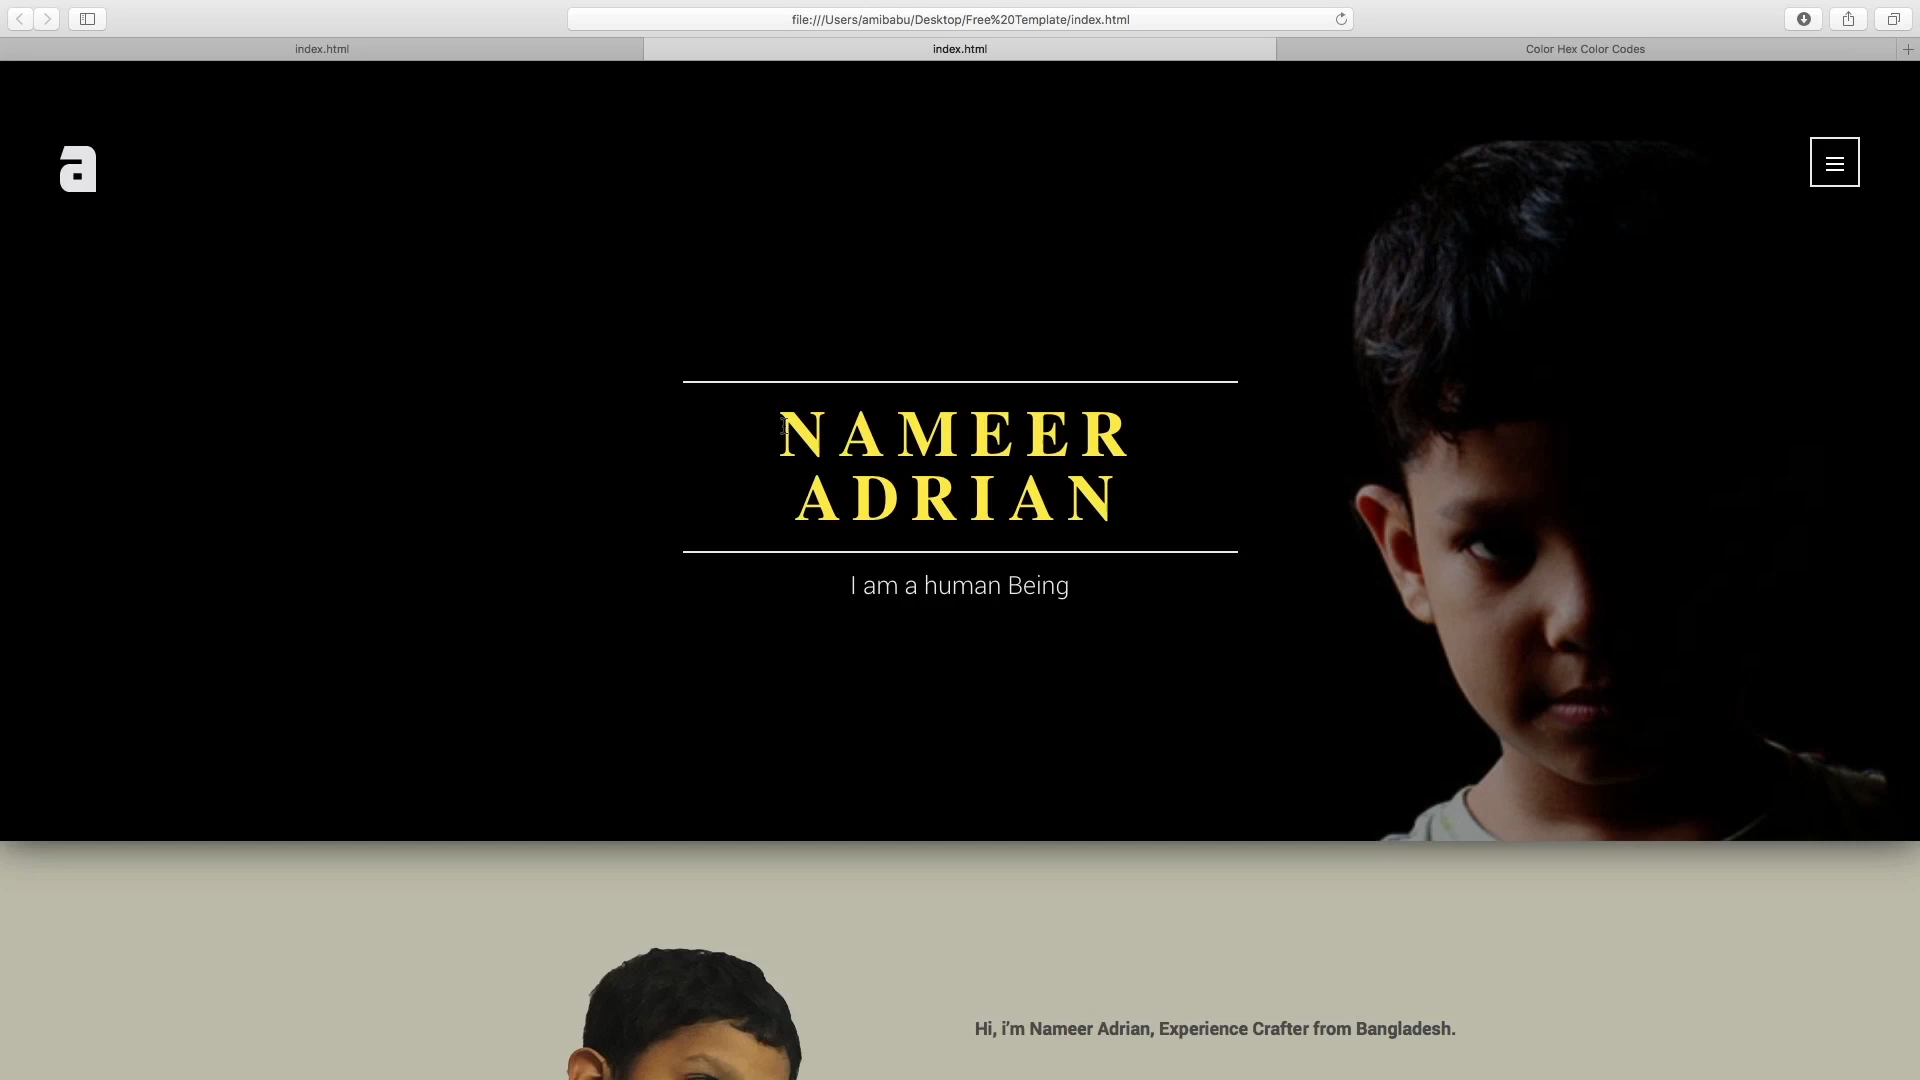 file:///Users/amibabu/Desktop/Free%20Template/index.html
index.html
index.html
Color Hex Color Codes
a
NAMEER
ADRIAN
I am a human Being
Hi, i'm Nameer Adrian, Experience Crafter from Bangladesh.